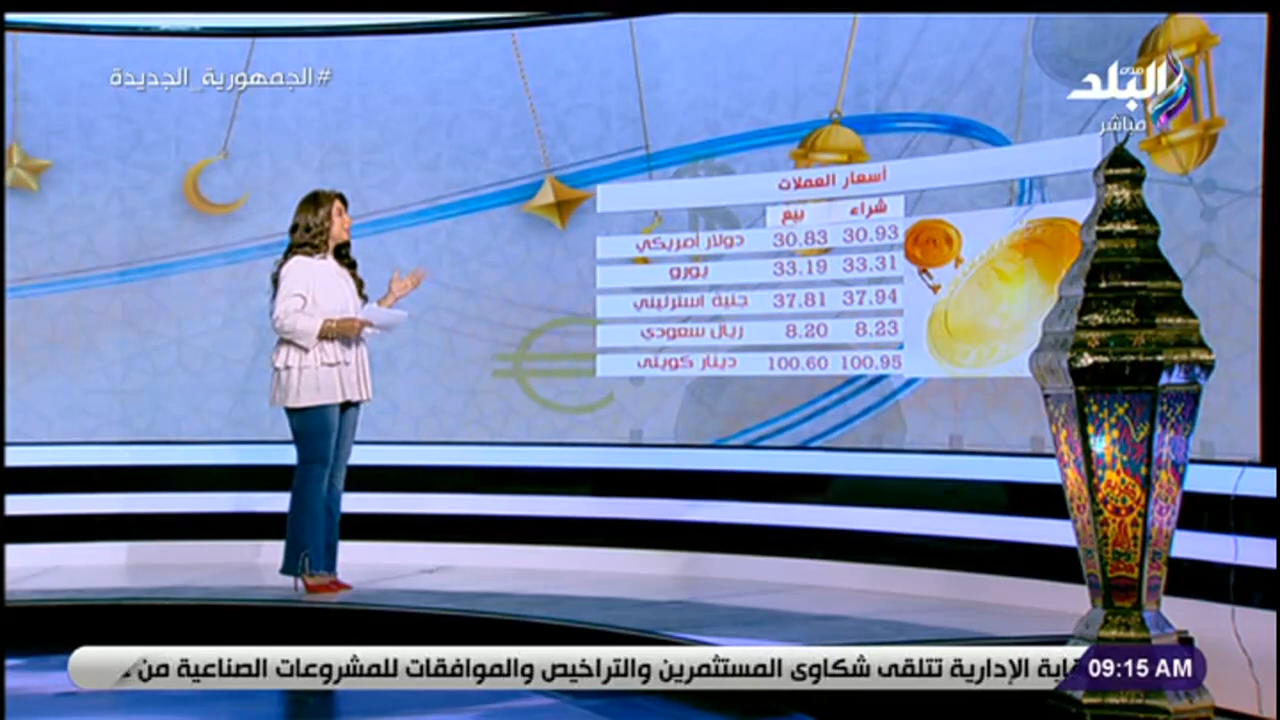 #الجمهورية_الجديدة
صدى
البلد
مباشر
أسعار العملات
شراء بيع
30.93 30.83 دولار أمريكي
33.31 33.19 يورو
37.94 37.81 جنية استرليني
8.23 8.20 ريال سعودي
100.95 100.60 دينار كويتي
الإدارية تتلقى شكاوى المستثمرين والتراخيص والموافقات للمشروعات الصناعية من
09:15 AM